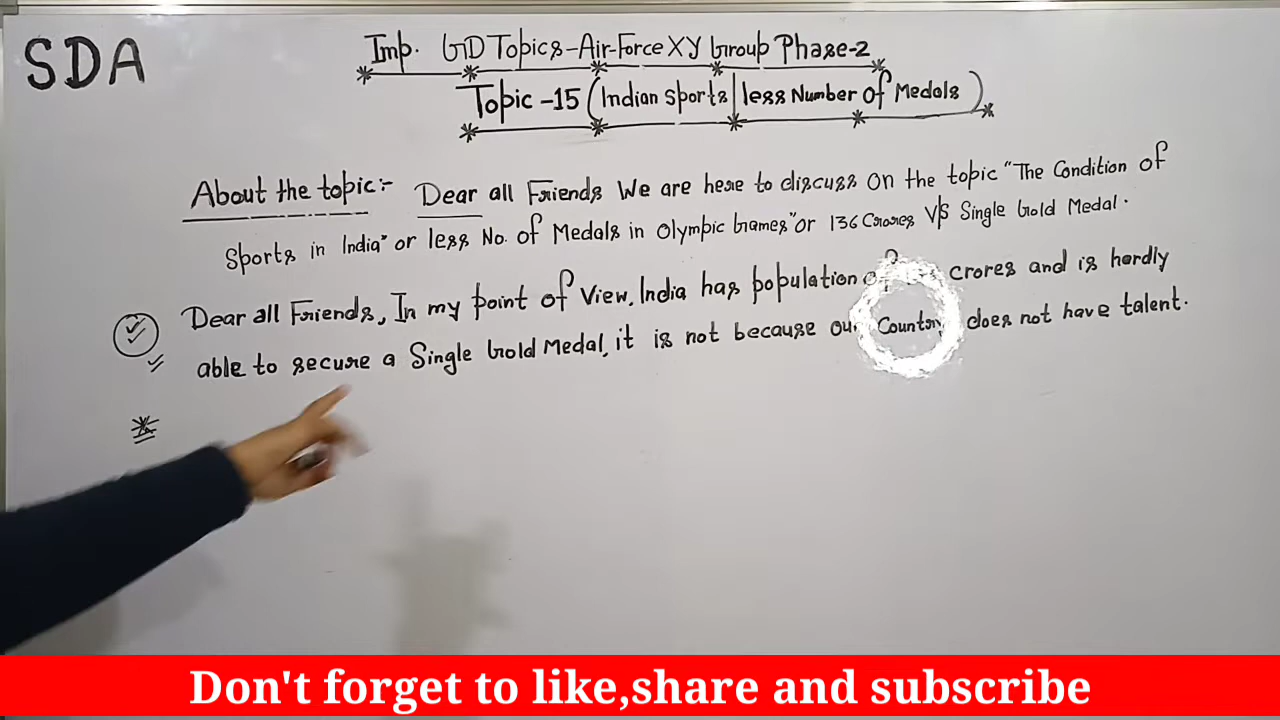 SDA
Imp. GD Topics-Air-Force XY Group Phase-2
Topic-15 (Indian Sports|less Number of Medals)
About the topic:- Dear all Friends We are here to discuss on the topic "The Condition of
Sports in India" or less No. of Medals in Olympic Games" or 136 Crores V/S Single Gold Medal.
Dear all Friends, In my point of View, India has population crores and is hardly
able to secure a Single Gold Medal, it is not because our Country does not have talent.
Don't forget to like,share and subscribe